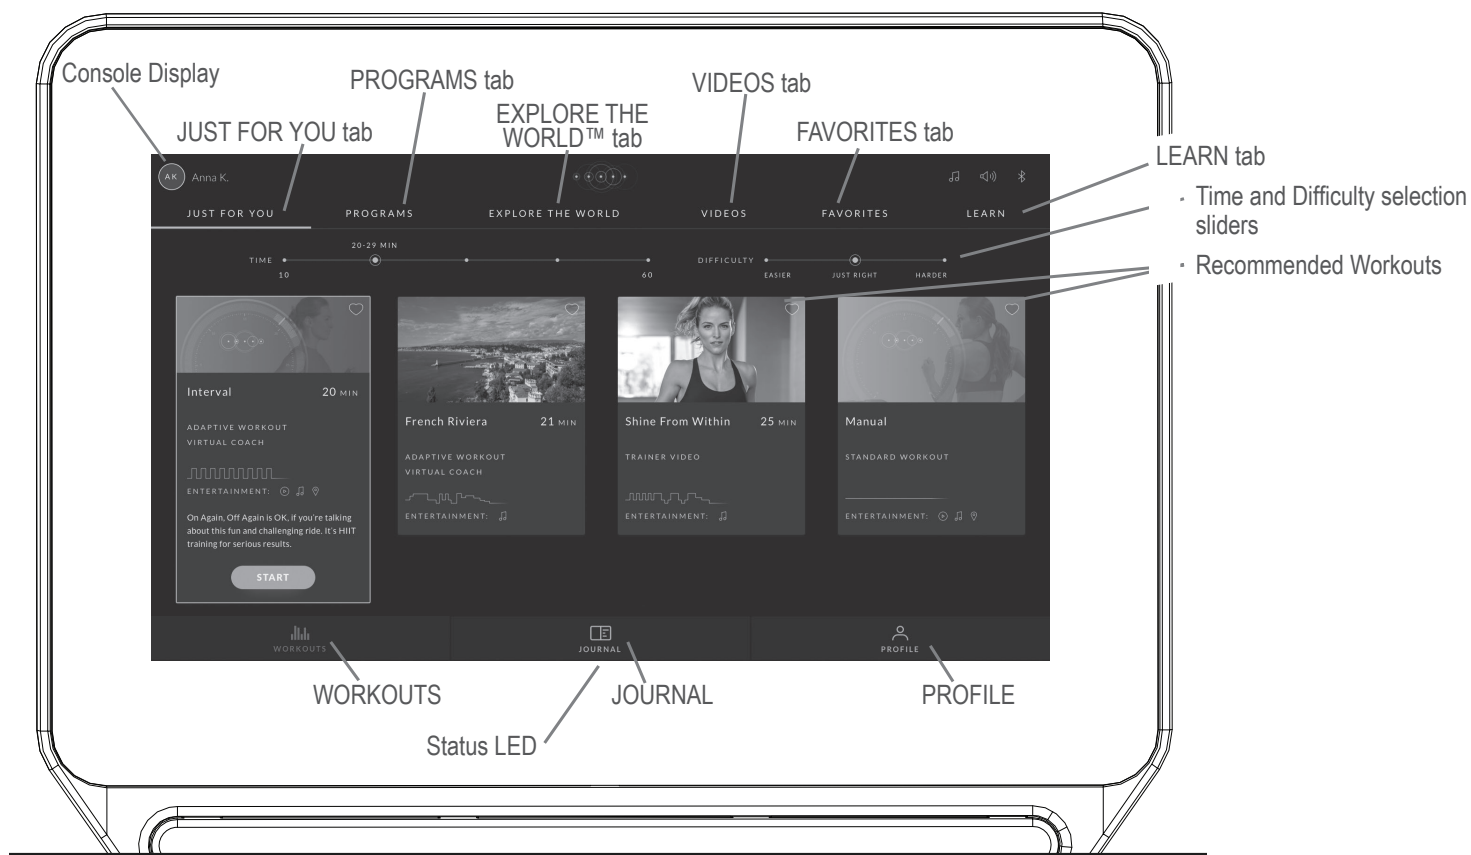 Console Display
PROGRAMS tab
VIDEOS tab
JUST FOR YOU tab
EXPLORE THE
WORLD™ tab
FAVORITES tab
LEARN tab
· Time and Difficulty selection
sliders
· Recommended Workouts
AK Anna K.
JUST FOR YOU PROGRAMS EXPLORE THE WORLD VIDEOS FAVORITES LEARN
20-29 MIN
TIME
10 60
DIFFICULTY
EASIER JUST RIGHT HARDER
Interval 20 MIN
ADAPTIVE WORKOUT
VIRTUAL COACH
ENTERTAINMENT:
On Again, Off Again is OK, if you're talking
about this fun and challenging ride. It's HIIT
training for serious results.
START
French Riviera 21 MIN
ADAPTIVE WORKOUT
VIRTUAL COACH
ENTERTAINMENT:
Shine From Within 25 MIN
TRAINER VIDEO
ENTERTAINMENT:
Manual
STANDARD WORKOUT
ENTERTAINMENT:
WORKOUTS JOURNAL PROFILE
WORKOUTS
JOURNAL
PROFILE
Status LED